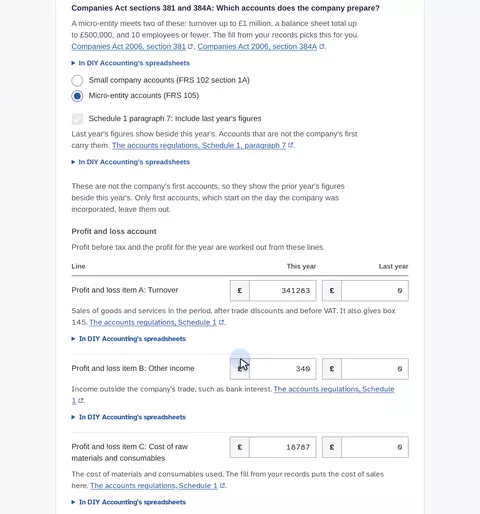 Companies Act sections 381 and 384A: Which accounts does the company prepare?
A micro-entity meets two of these: turnover up to £1 million, a balance sheet total up
to £500,000, and 10 employees or fewer. The fill from your records picks this for you.
Companies Act 2006, section 381, Companies Act 2006, section 384A.
In DIY Accounting's spreadsheets
Small company accounts (FRS 102 section 1A)
Micro-entity accounts (FRS 105)
Schedule 1 paragraph 7: Include last year's figures
Last year's figures show beside this year's. Accounts that are not the company's first
carry them. The accounts regulations, Schedule 1, paragraph 7.
In DIY Accounting's spreadsheets
These are not the company's first accounts, so they show the prior year's figures
beside this year's. Only first accounts, which start on the day the company was
incorporated, leave them out.
Profit and loss account
Profit before tax and the profit for the year are worked out from these lines.
Line This year Last year
Profit and loss item A: Turnover £ 341263 £ 0
Sales of goods and services in the period, after trade discounts and before VAT. It also gives box
145. The accounts regulations, Schedule 1.
In DIY Accounting's spreadsheets
Profit and loss item B: Other income £ 340 £ 0
Income outside the company's trade, such as bank interest. The accounts regulations, Schedule
1.
In DIY Accounting's spreadsheets
Profit and loss item C: Cost of raw
materials and consumables £ 18767 £ 0
The cost of materials and consumables used. The fill from your records puts the cost of sales
here. The accounts regulations, Schedule 1.
In DIY Accounting's spreadsheets